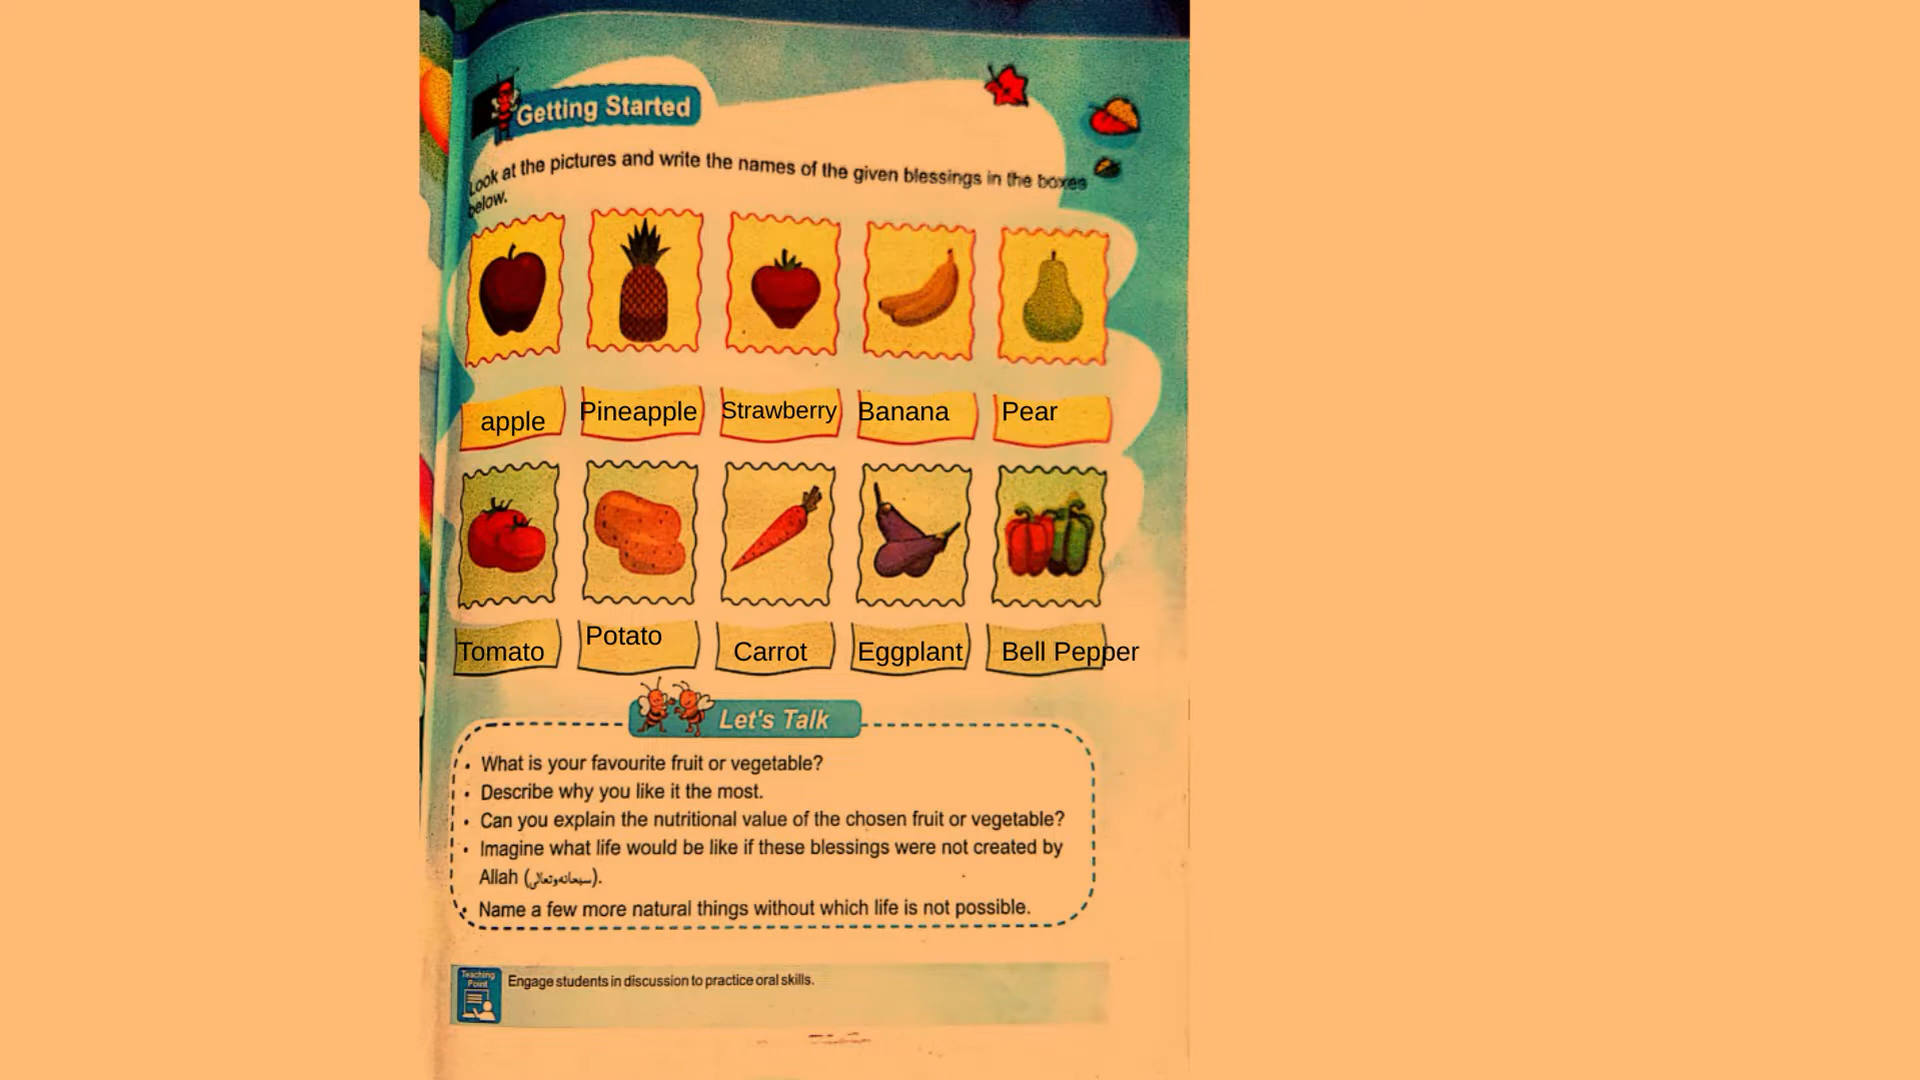 Getting Started
Look at the pictures and write the names of the given blessings in the boxes
below.
apple Pineapple Strawberry Banana Pear
Tomato Potato Carrot Eggplant Bell Pepper
Let's Talk
• What is your favourite fruit or vegetable?
• Describe why you like it the most.
• Can you explain the nutritional value of the chosen fruit or vegetable?
• Imagine what life would be like if these blessings were not created by
Allah (سبحانه وتعالى).
• Name a few more natural things without which life is not possible.
Teaching
Point
Engage students in discussion to practice oral skills.